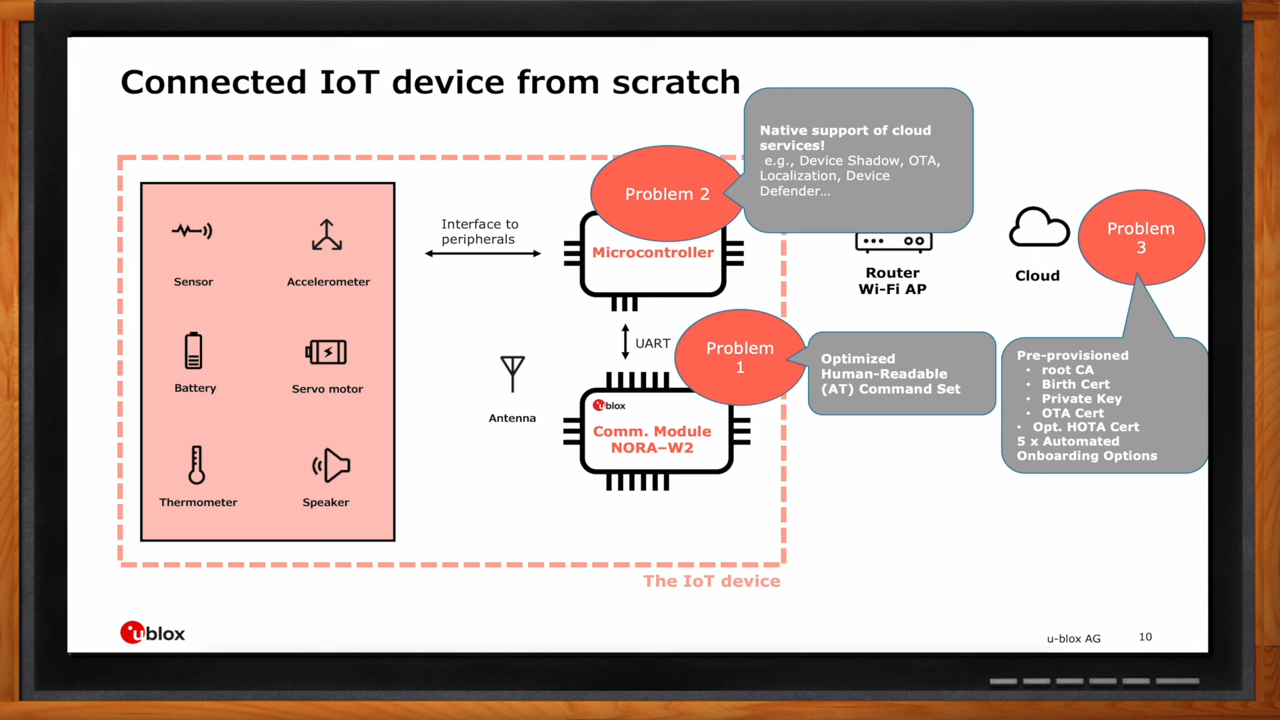 Connected IoT device from scratch
Native support of cloud
services!
e.g., Device Shadow, OTA,
Localization, Device
Defender…
Problem 2
Problem
3
Interface to
peripherals
Microcontroller
Router
Wi-Fi AP
Cloud
Sensor
Accelerometer
UART
Problem
1
Optimized
Human-Readable
(AT) Command Set
Pre-provisioned
• root CA
• Birth Cert
• Private Key
• OTA Cert
• Opt. HOTA Cert
5 x Automated
Onboarding Options
Battery
Servo motor
Antenna
ublox
Comm. Module
NORA–W2
Thermometer
Speaker
The IoT device
ublox
u-blox AG
10